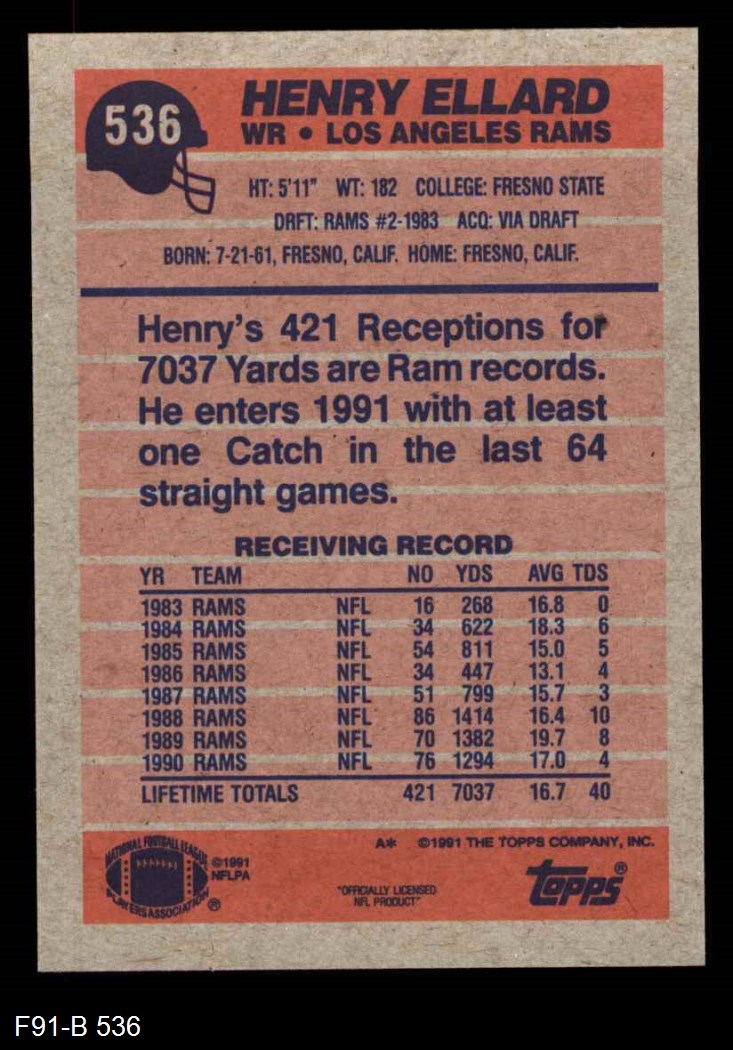 536
HENRY ELLARD
WR • LOS ANGELES RAMS
HT: 5'11" WT: 182 COLLEGE: FRESNO STATE
DRFT: RAMS #2-1983 ACQ: VIA DRAFT
BORN: 7-21-61, FRESNO, CALIF. HOME: FRESNO, CALIF.
Henry's 421 Receptions for
7037 Yards are Ram records.
He enters 1991 with at least
one Catch in the last 64
straight games.
RECEIVING RECORD
YR TEAM NO YDS AVG TDS
1983 RAMS NFL 16 268 16.8 0
1984 RAMS NFL 34 622 18.3 6
1985 RAMS NFL 54 811 15.0 5
1986 RAMS NFL 34 447 13.1 4
1987 RAMS NFL 51 799 15.7 3
1988 RAMS NFL 86 1414 16.4 10
1989 RAMS NFL 70 1382 19.7 8
1990 RAMS NFL 76 1294 17.0 4
LIFETIME TOTALS 421 7037 16.7 40
A* ©1991 THE TOPPS COMPANY, INC.
NATIONAL FOOTBALL LEAGUE
PLAYERS ASSOCIATION ®
©1991
NFLPA
"OFFICIALLY LICENSED
NFL PRODUCT"
topps®
F91-B 536